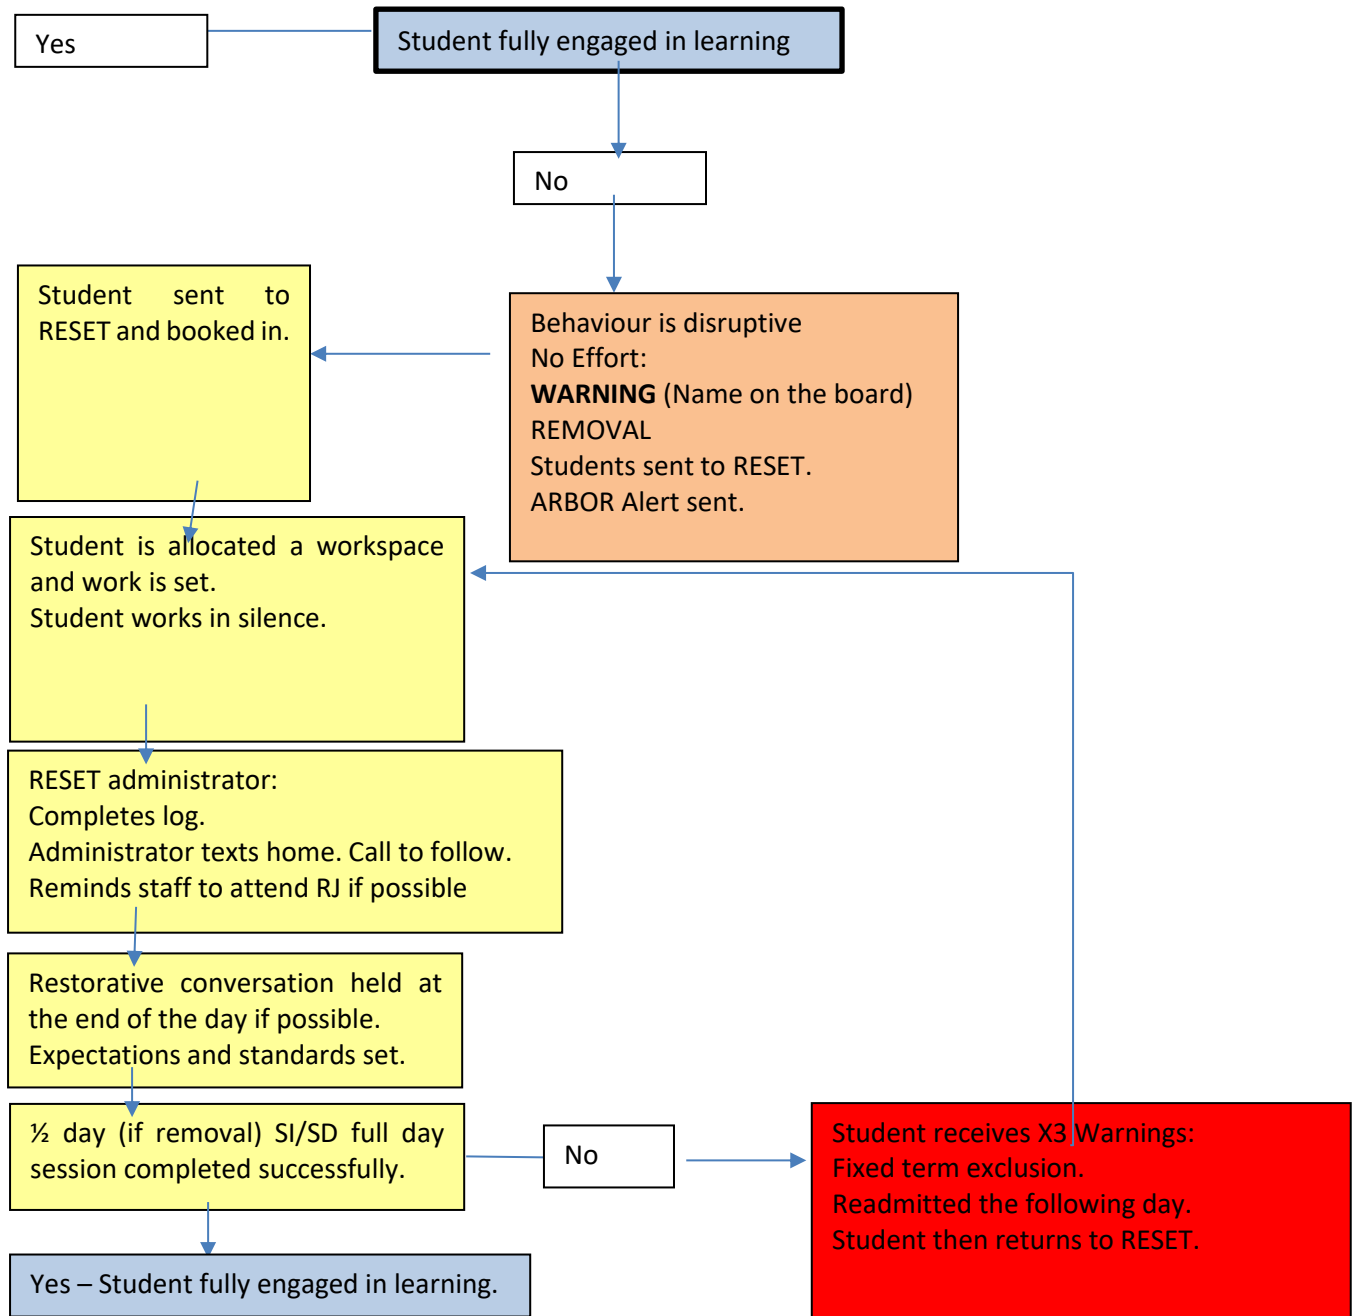 Yes
Student fully engaged in learning
No
Student sent to
RESET and booked in.
Behaviour is disruptive
No Effort:
WARNING (Name on the board)
REMOVAL
Students sent to RESET.
ARBOR Alert sent.
Student is allocated a workspace
and work is set.
Student works in silence.
RESET administrator:
Completes log.
Administrator texts home. Call to follow.
Reminds staff to attend RJ if possible
Restorative conversation held at
the end of the day if possible.
Expectations and standards set.
½ day (if removal) SI/SD full day
session completed successfully.
No
Student receives X3 Warnings:
Fixed term exclusion.
Readmitted the following day.
Student then returns to RESET.
Yes – Student fully engaged in learning.